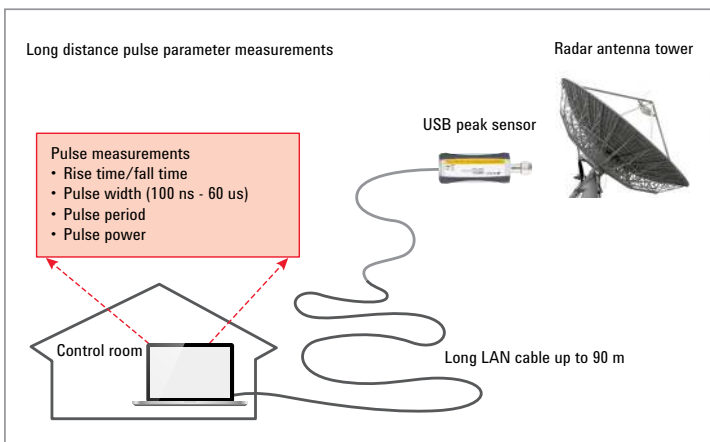 Long distance pulse parameter measurements
Radar antenna tower
USB peak sensor
Pulse measurements
• Rise time/fall time
• Pulse width (100 ns - 60 us)
• Pulse period
• Pulse power
Control room
Long LAN cable up to 90 m